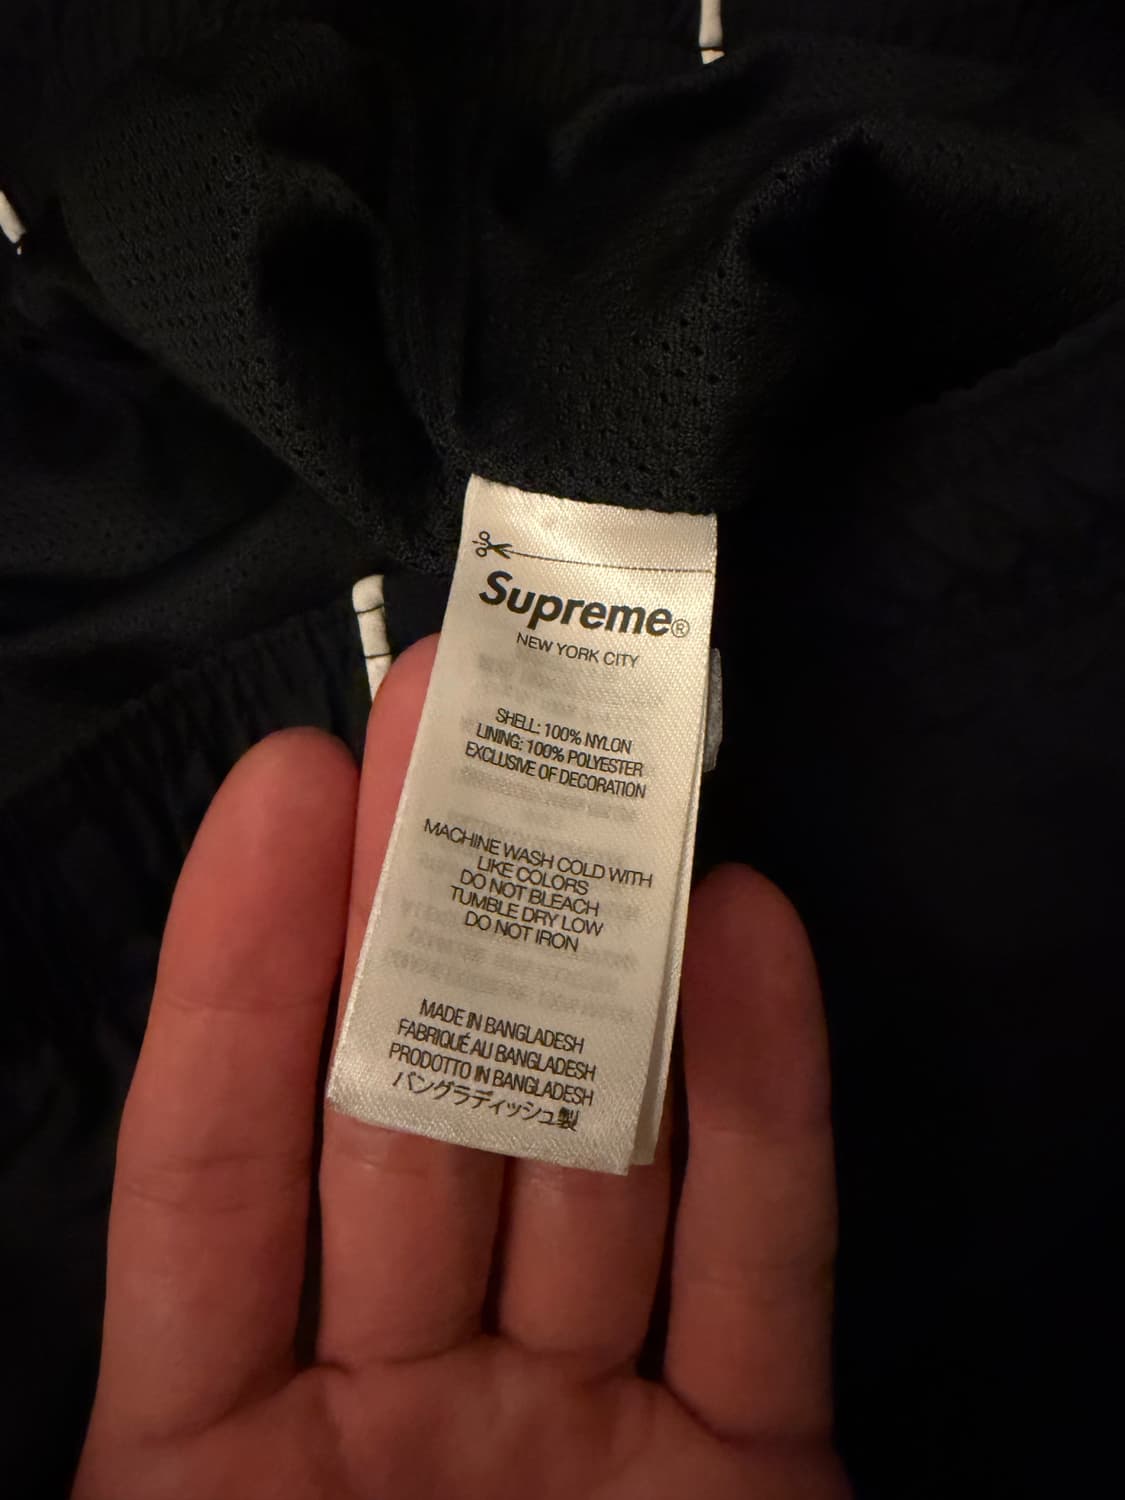 Supreme®
NEW YORK CITY
SHELL: 100% NYLON
LINING: 100% POLYESTER
EXCLUSIVE OF DECORATION
MACHINE WASH COLD WITH
LIKE COLORS
DO NOT BLEACH
TUMBLE DRY LOW
DO NOT IRON
MADE IN BANGLADESH
FABRIQUÉ AU BANGLADESH
PRODOTTO IN BANGLADESH
バングラディッシュ製